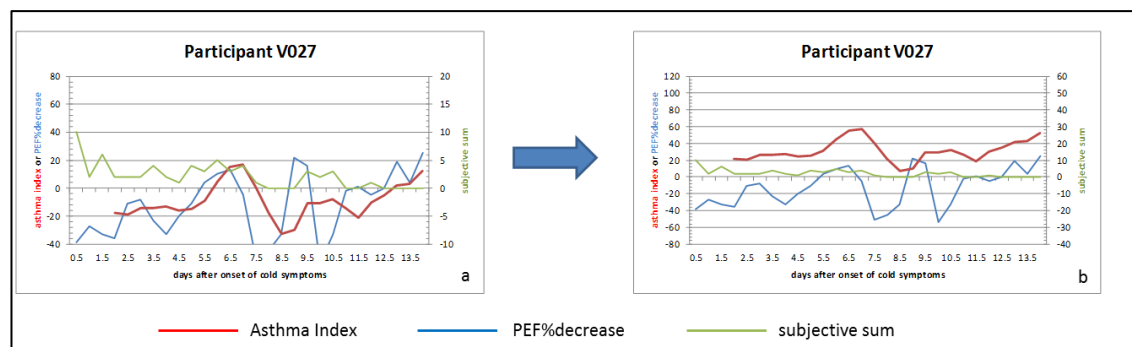 Participant V027
80
60
40
20
0
-20
-40
20
15
10
5
0
-5
-10
asthma index or PEF%decrease
subjective sum
0.5 1.5 2.5 3.5 4.5 5.5 6.5 7.5 8.5 9.5 10.5 11.5 12.5 13.5
days after onset of cold symptoms
a
Participant V027
120
100
80
60
40
20
0
-20
-40
-60
-80
60
50
40
30
20
10
0
-10
-20
-30
-40
asthma index or PEF%decrease
subjective sum
0.5 1.5 2.5 3.5 4.5 5.5 6.5 7.5 8.5 9.5 10.5 11.5 12.5 13.5
days after onset of cold symptoms
b
Asthma Index PEF%decrease subjective sum